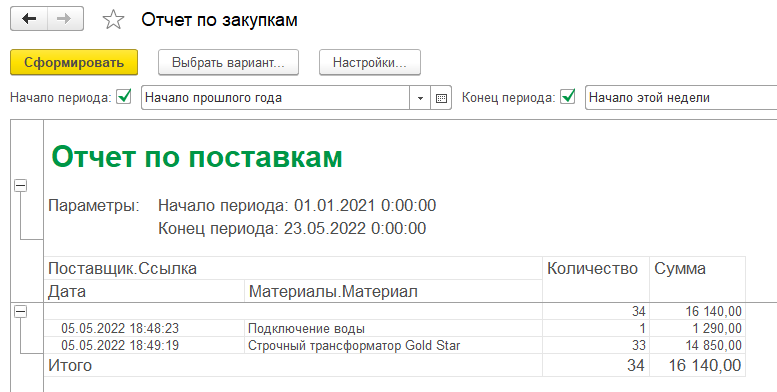 Отчет по закупкам
Сформировать Выбрать вариант... Настройки...
Начало периода: Начало прошлого года Конец периода: Начало этой недели
Отчет по поставкам
Параметры: Начало периода: 01.01.2021 0:00:00
Конец периода: 23.05.2022 0:00:00
Поставщик.Ссылка Количество Сумма
Дата Материалы.Материал
34 16 140,00
05.05.2022 18:48:23 Подключение воды 1 1 290,00
05.05.2022 18:49:19 Строчный трансформатор Gold Star 33 14 850,00
Итого 34 16 140,00